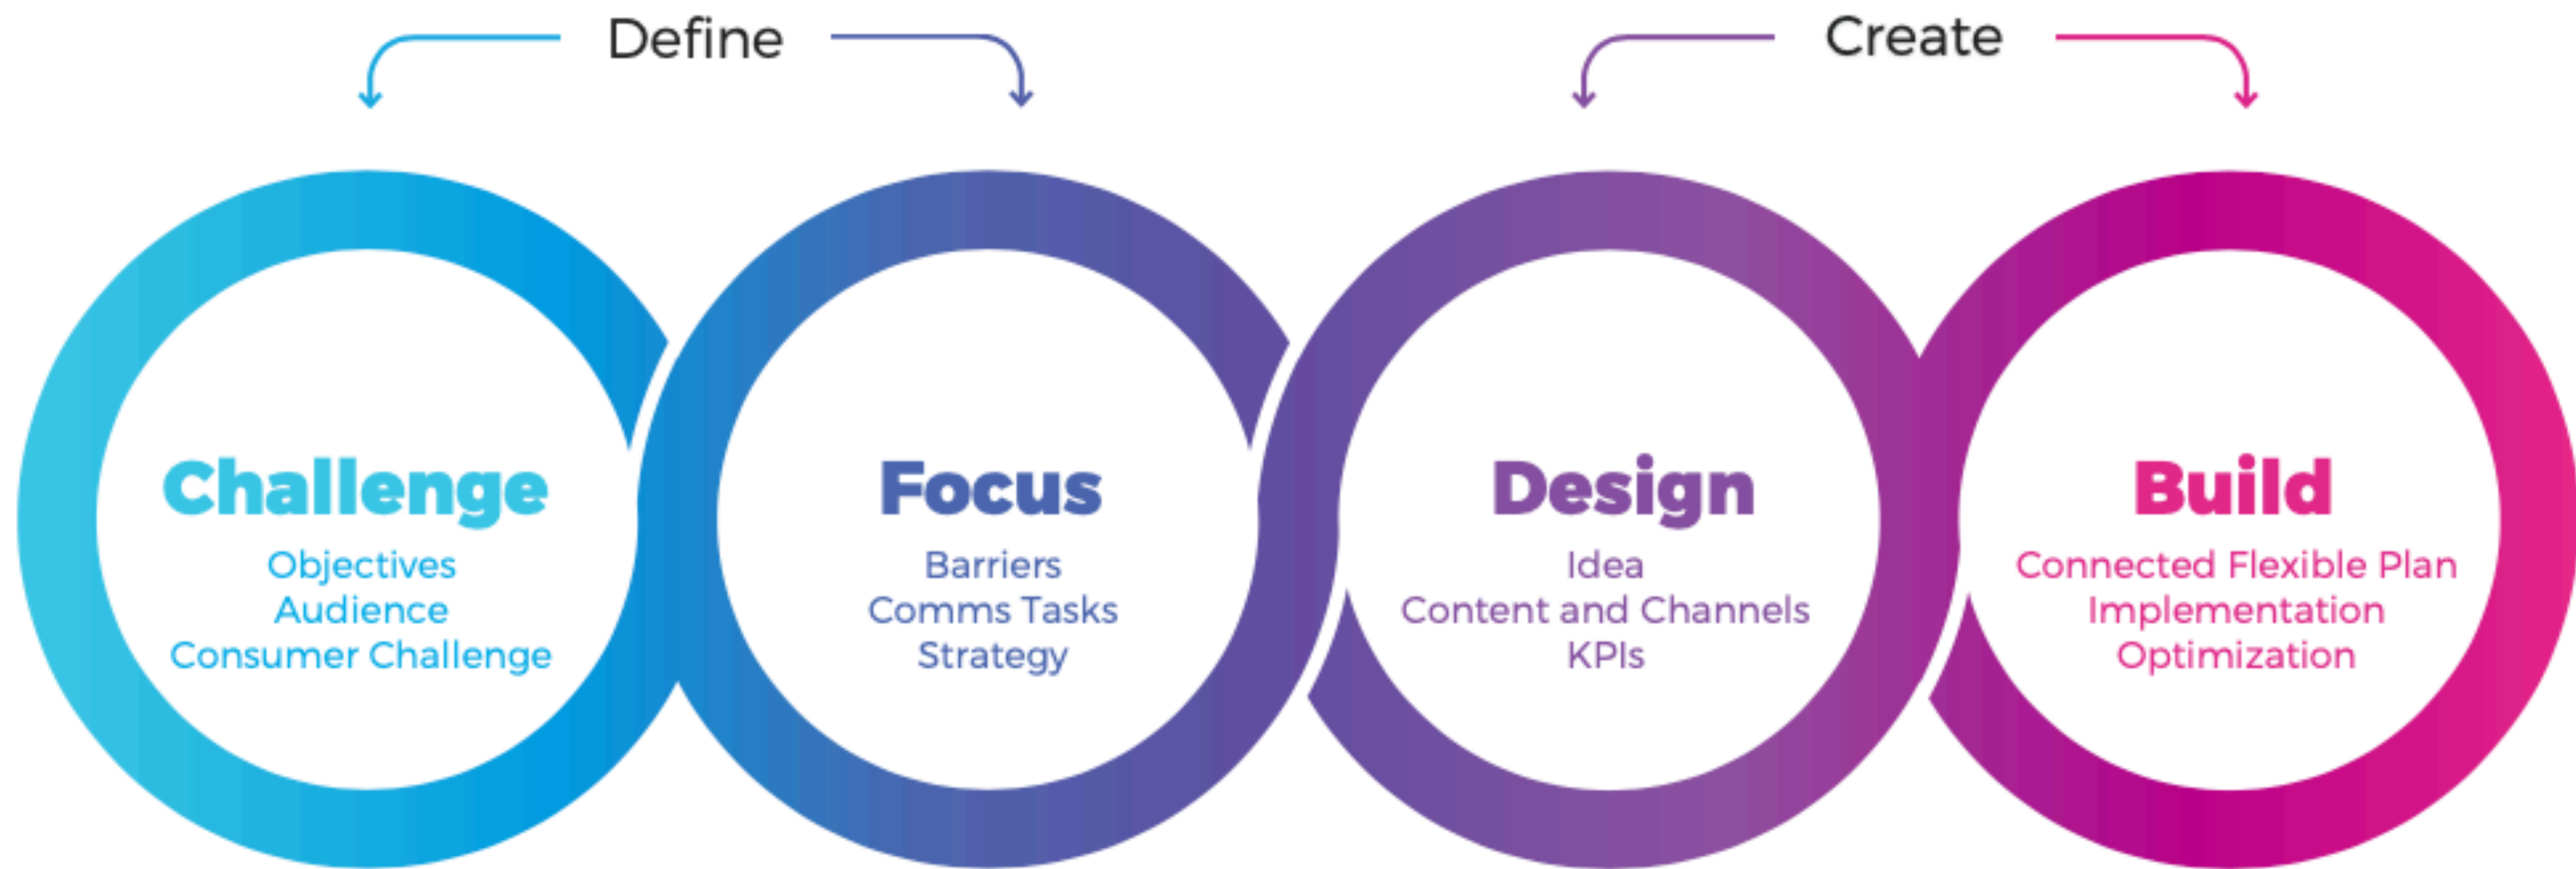 Define
Create
Challenge
Objectives
Audience
Consumer Challenge
Focus
Barriers
Comms Tasks
Strategy
Design
Idea
Content and Channels
KPIs
Build
Connected Flexible Plan
Implementation
Optimization